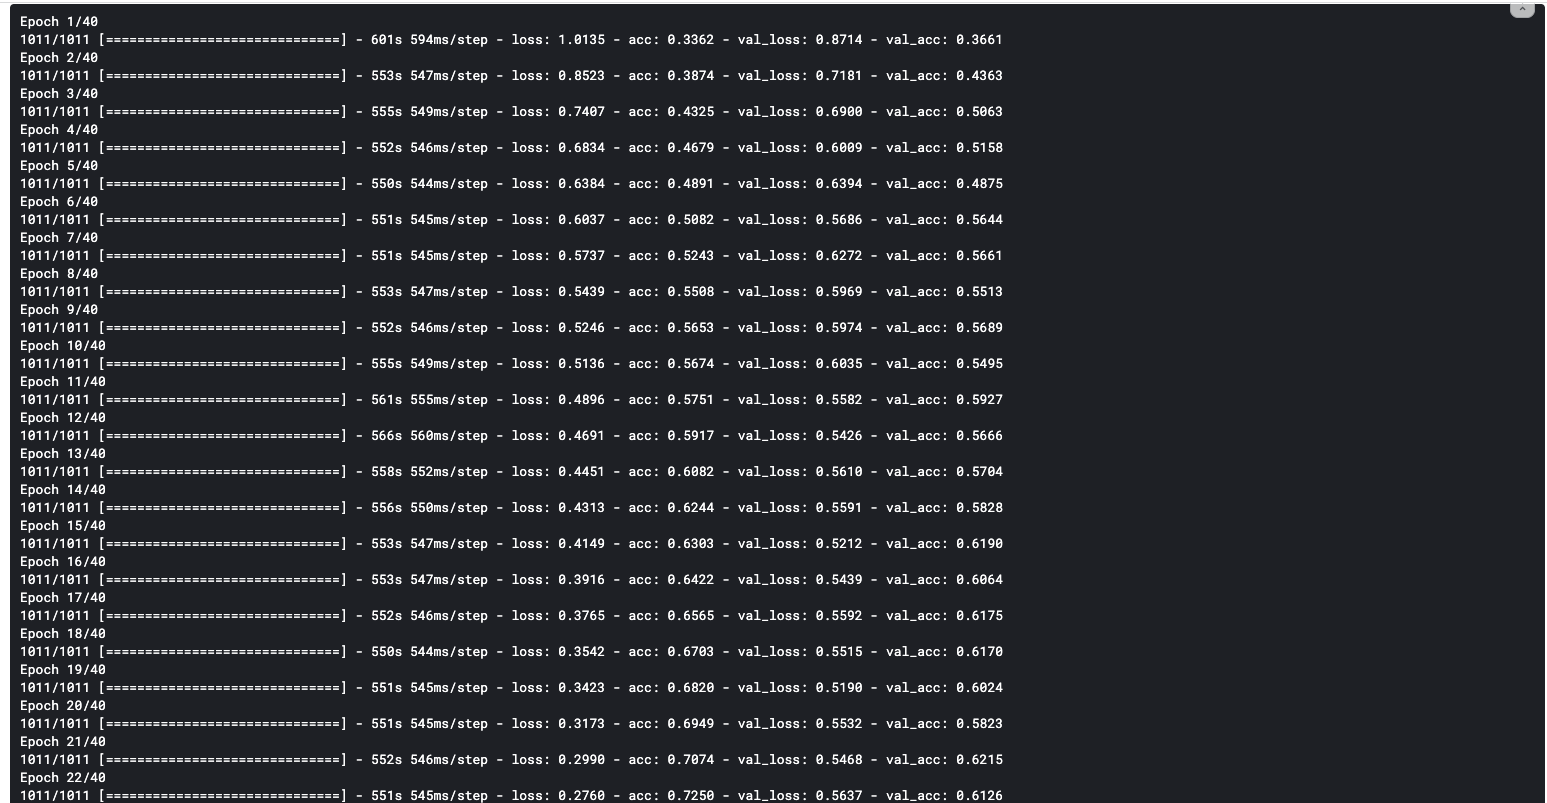 Epoch 1/40
1011/1011 [==============================] - 601s 594ms/step - loss: 1.0135 - acc: 0.3362 - val_loss: 0.8714 - val_acc: 0.3661
Epoch 2/40
1011/1011 [==============================] - 553s 547ms/step - loss: 0.8523 - acc: 0.3874 - val_loss: 0.7181 - val_acc: 0.4363
Epoch 3/40
1011/1011 [==============================] - 555s 549ms/step - loss: 0.7407 - acc: 0.4325 - val_loss: 0.6900 - val_acc: 0.5063
Epoch 4/40
1011/1011 [==============================] - 552s 546ms/step - loss: 0.6834 - acc: 0.4679 - val_loss: 0.6009 - val_acc: 0.5158
Epoch 5/40
1011/1011 [==============================] - 550s 544ms/step - loss: 0.6384 - acc: 0.4891 - val_loss: 0.6394 - val_acc: 0.4875
Epoch 6/40
1011/1011 [==============================] - 551s 545ms/step - loss: 0.6037 - acc: 0.5082 - val_loss: 0.5686 - val_acc: 0.5644
Epoch 7/40
1011/1011 [==============================] - 551s 545ms/step - loss: 0.5737 - acc: 0.5243 - val_loss: 0.6272 - val_acc: 0.5661
Epoch 8/40
1011/1011 [==============================] - 553s 547ms/step - loss: 0.5439 - acc: 0.5508 - val_loss: 0.5969 - val_acc: 0.5513
Epoch 9/40
1011/1011 [==============================] - 552s 546ms/step - loss: 0.5246 - acc: 0.5653 - val_loss: 0.5974 - val_acc: 0.5689
Epoch 10/40
1011/1011 [==============================] - 555s 549ms/step - loss: 0.5136 - acc: 0.5674 - val_loss: 0.6035 - val_acc: 0.5495
Epoch 11/40
1011/1011 [==============================] - 561s 555ms/step - loss: 0.4896 - acc: 0.5751 - val_loss: 0.5582 - val_acc: 0.5927
Epoch 12/40
1011/1011 [==============================] - 566s 560ms/step - loss: 0.4691 - acc: 0.5917 - val_loss: 0.5426 - val_acc: 0.5666
Epoch 13/40
1011/1011 [==============================] - 558s 552ms/step - loss: 0.4451 - acc: 0.6082 - val_loss: 0.5610 - val_acc: 0.5704
Epoch 14/40
1011/1011 [==============================] - 556s 550ms/step - loss: 0.4313 - acc: 0.6244 - val_loss: 0.5591 - val_acc: 0.5828
Epoch 15/40
1011/1011 [==============================] - 553s 547ms/step - loss: 0.4149 - acc: 0.6303 - val_loss: 0.5212 - val_acc: 0.6190
Epoch 16/40
1011/1011 [==============================] - 553s 547ms/step - loss: 0.3916 - acc: 0.6422 - val_loss: 0.5439 - val_acc: 0.6064
Epoch 17/40
1011/1011 [==============================] - 552s 546ms/step - loss: 0.3765 - acc: 0.6565 - val_loss: 0.5592 - val_acc: 0.6175
Epoch 18/40
1011/1011 [==============================] - 550s 544ms/step - loss: 0.3542 - acc: 0.6703 - val_loss: 0.5515 - val_acc: 0.6170
Epoch 19/40
1011/1011 [==============================] - 551s 545ms/step - loss: 0.3423 - acc: 0.6820 - val_loss: 0.5190 - val_acc: 0.6024
Epoch 20/40
1011/1011 [==============================] - 551s 545ms/step - loss: 0.3173 - acc: 0.6949 - val_loss: 0.5532 - val_acc: 0.5823
Epoch 21/40
1011/1011 [==============================] - 552s 546ms/step - loss: 0.2990 - acc: 0.7074 - val_loss: 0.5468 - val_acc: 0.6215
Epoch 22/40
1011/1011 [==============================] - 551s 545ms/step - loss: 0.2760 - acc: 0.7250 - val_loss: 0.5637 - val_acc: 0.6126